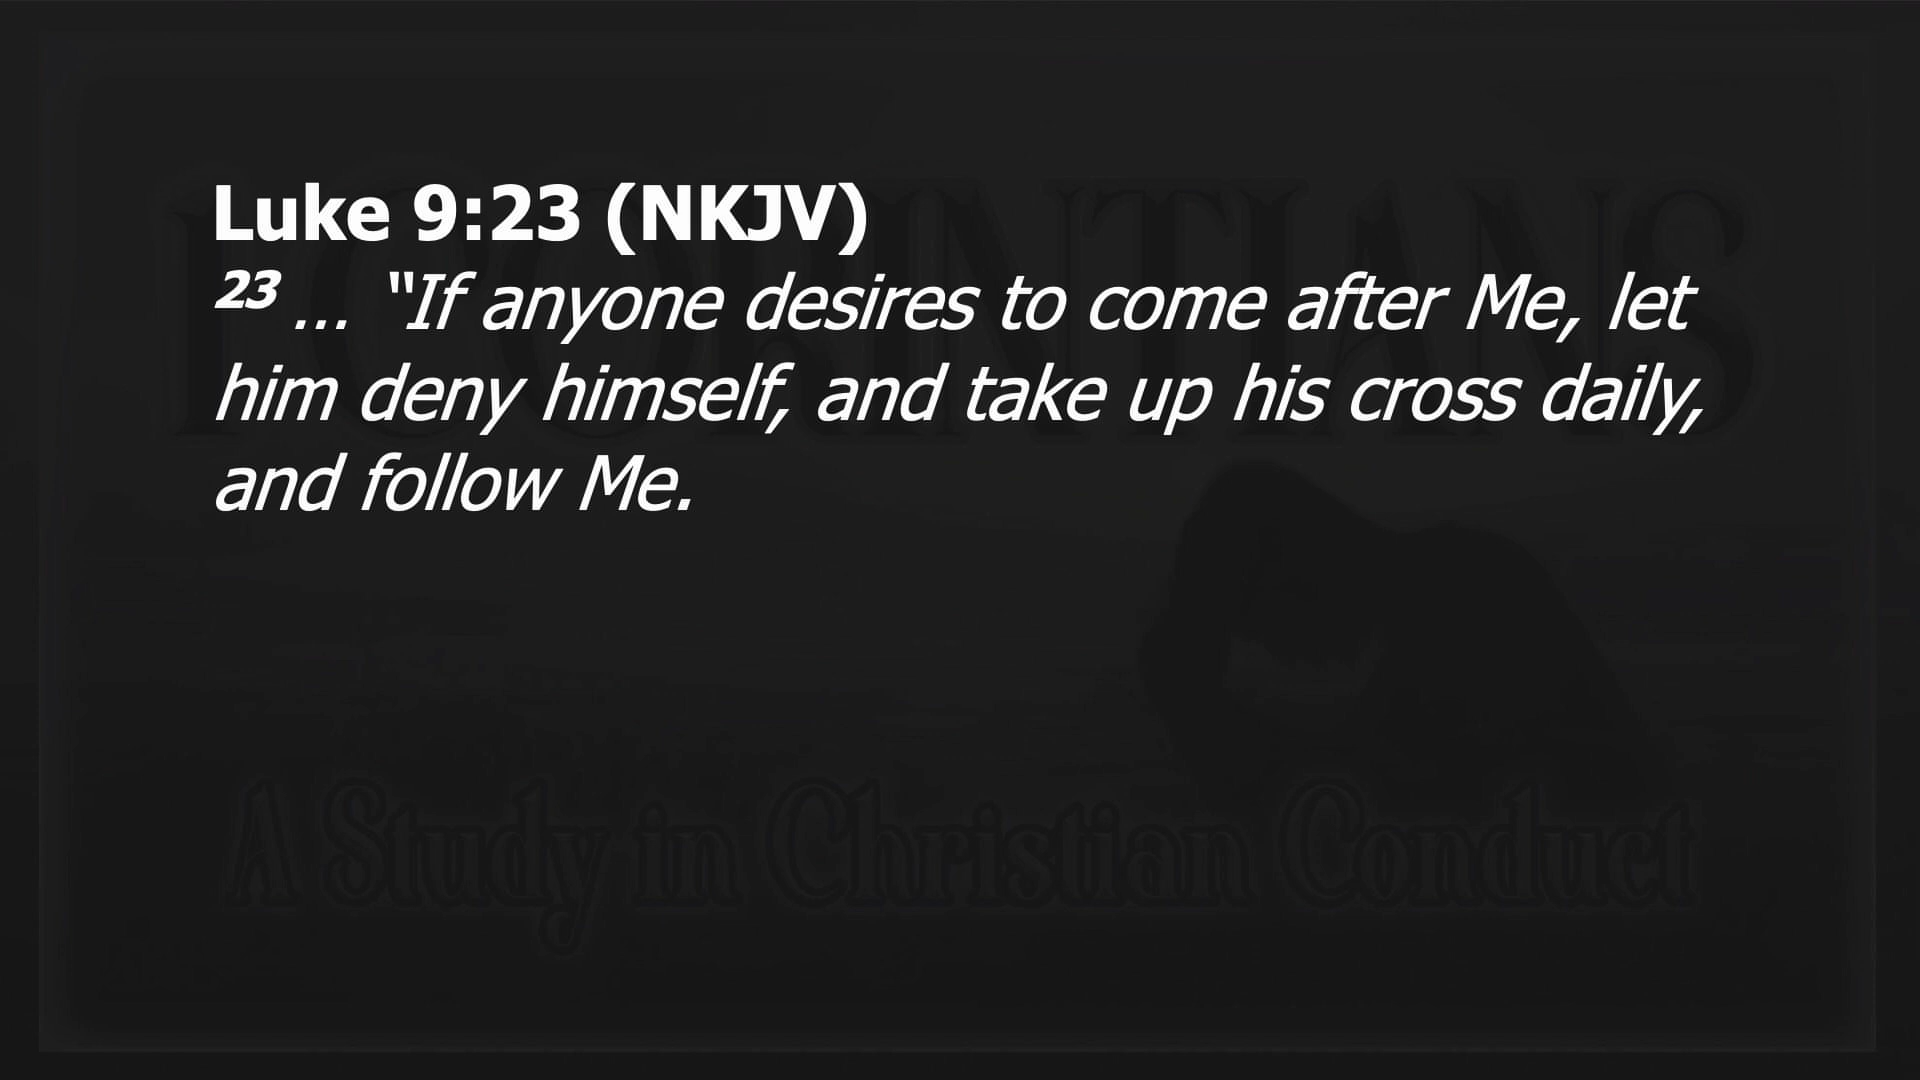 Luke 9:23 (NKJV)
23 ... “If anyone desires to come after Me, let
him deny himself, and take up his cross daily,
and follow Me.
I CORINTIANS
A Study in Christian Conduct